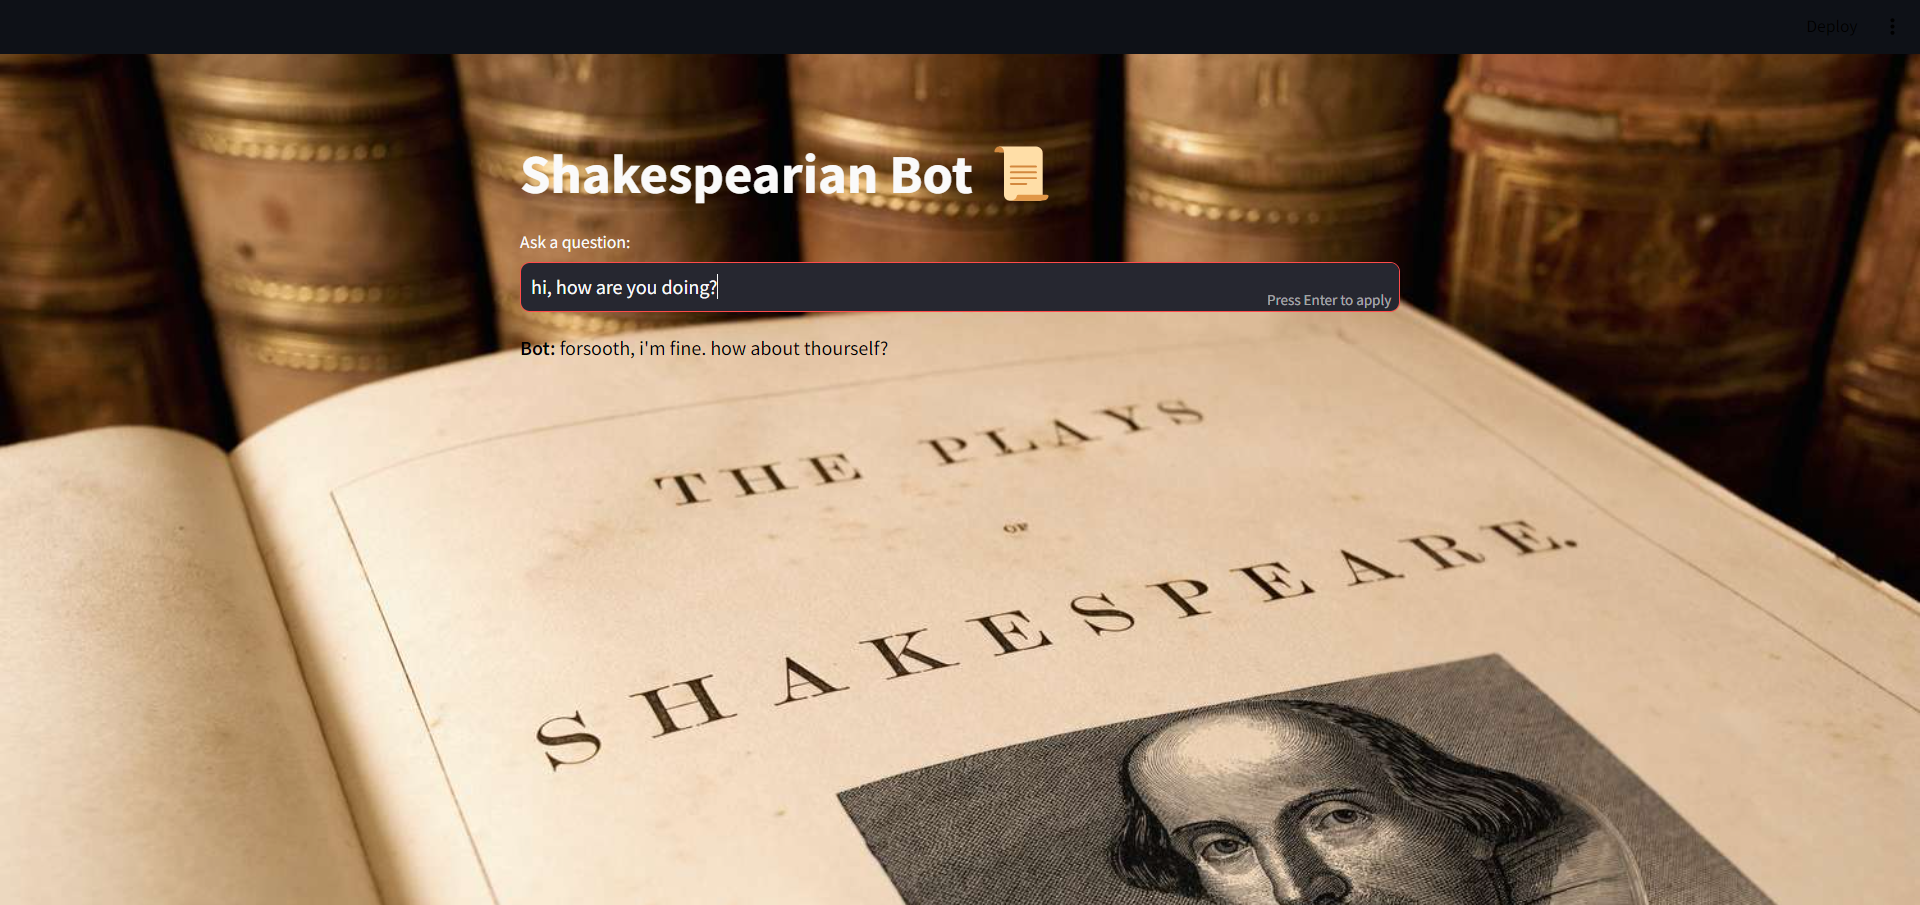 Deploy
Shakespearian Bot
Ask a question:
hi, how are you doing?
Press Enter to apply
Bot: forsooth, i'm fine. how about thourself?
THE PLAYS
OF
SHAKESPEARE.